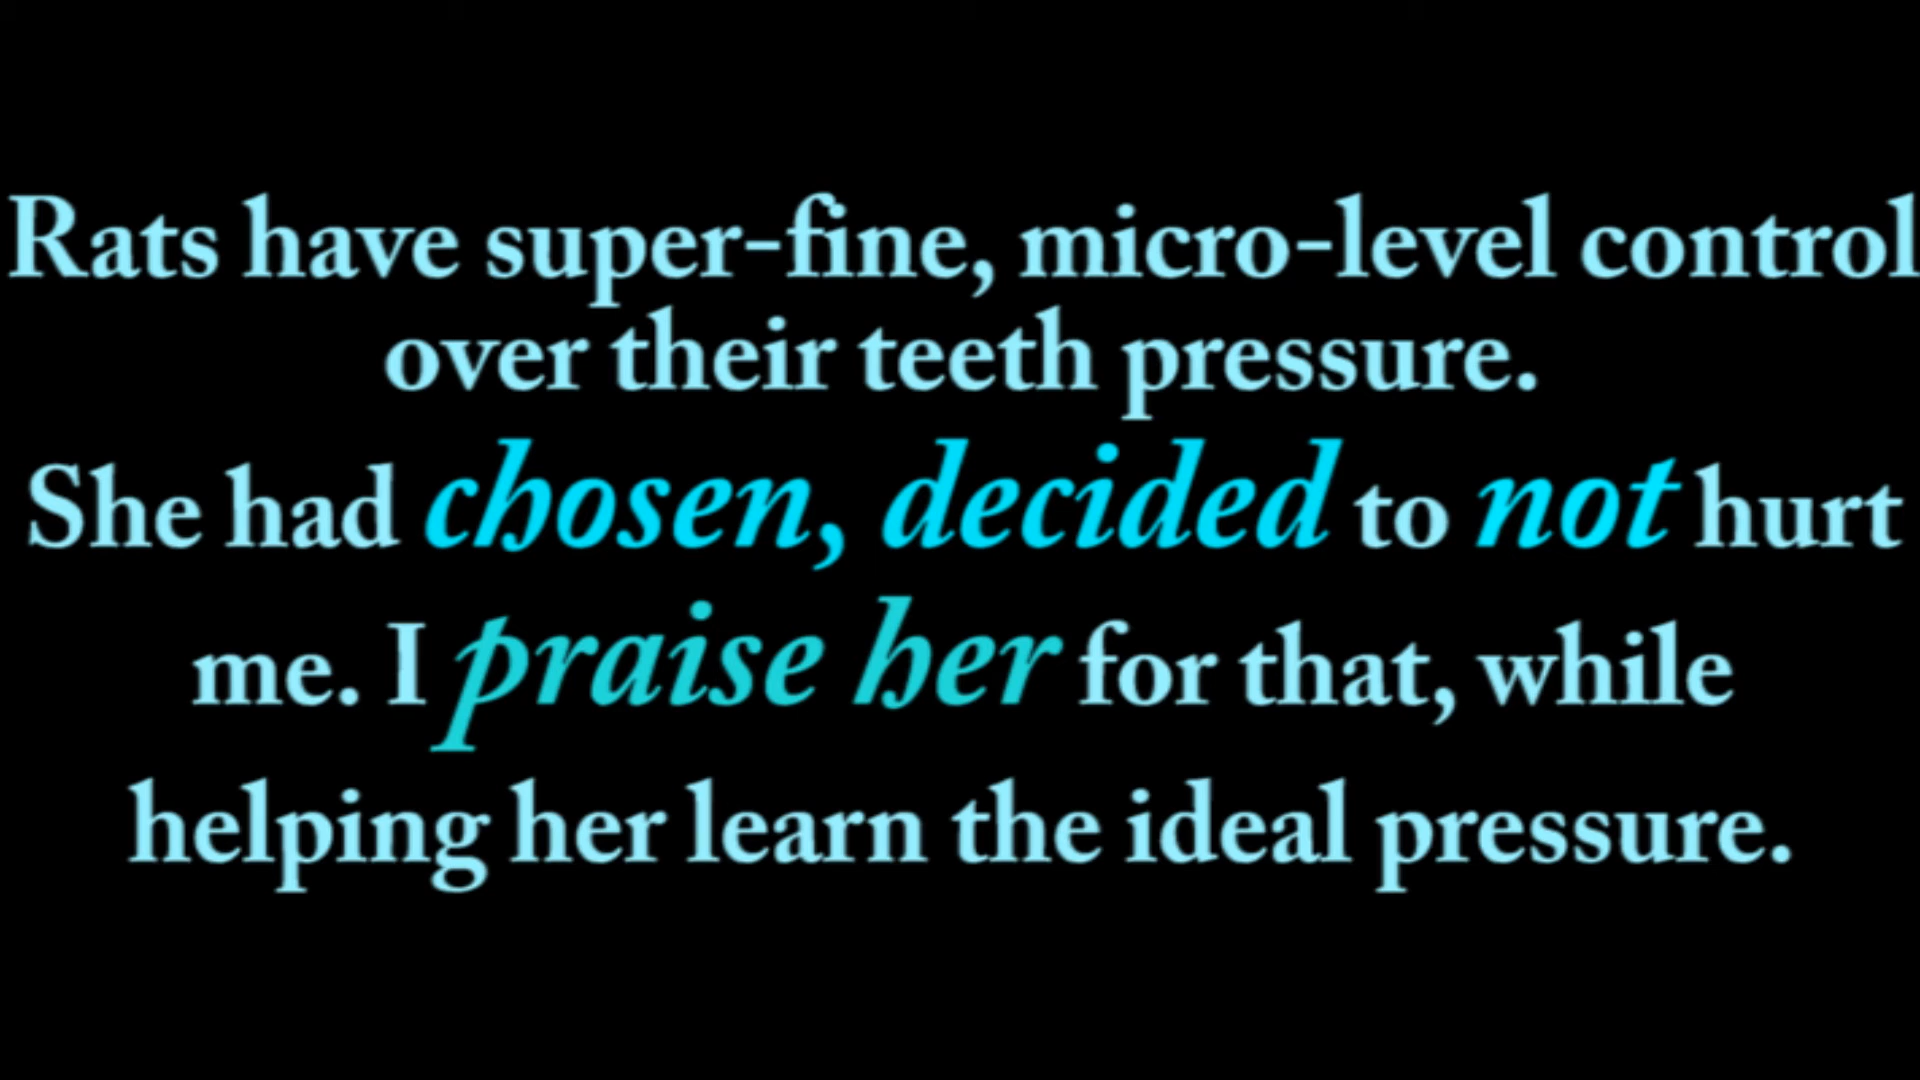 Rats have super-fine, micro-level control
over their teeth pressure.
She had chosen, decided to not hurt
me. I praise her for that, while
helping her learn the ideal pressure.